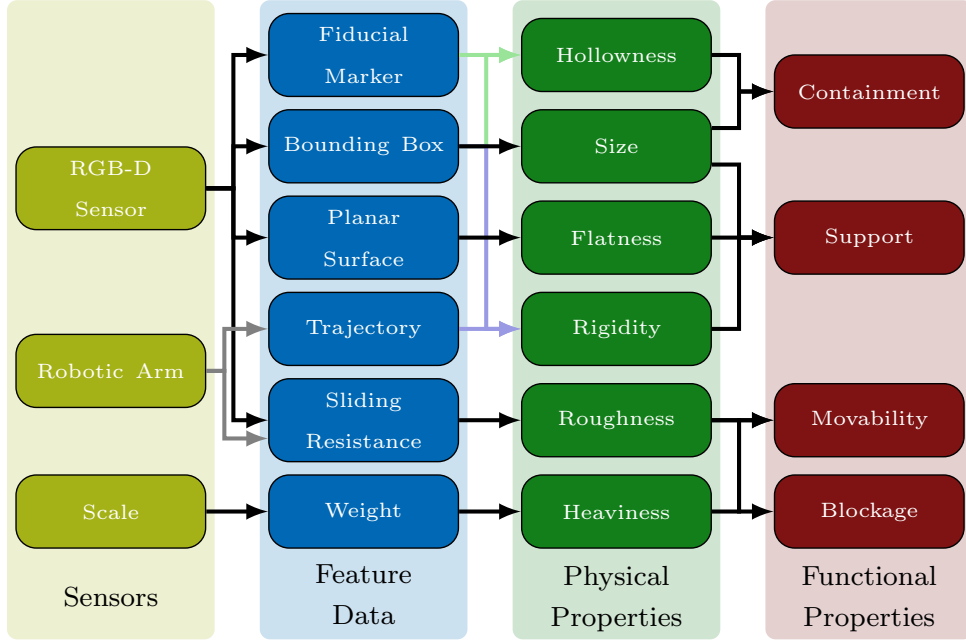 RGB-D
Sensor
Robotic Arm
Scale
Sensors
Fiducial
Marker
Bounding Box
Planar
Surface
Trajectory
Sliding
Resistance
Weight
Feature
Data
Hollowness
Size
Flatness
Rigidity
Roughness
Heaviness
Physical
Properties
Containment
Support
Movability
Blockage
Functional
Properties